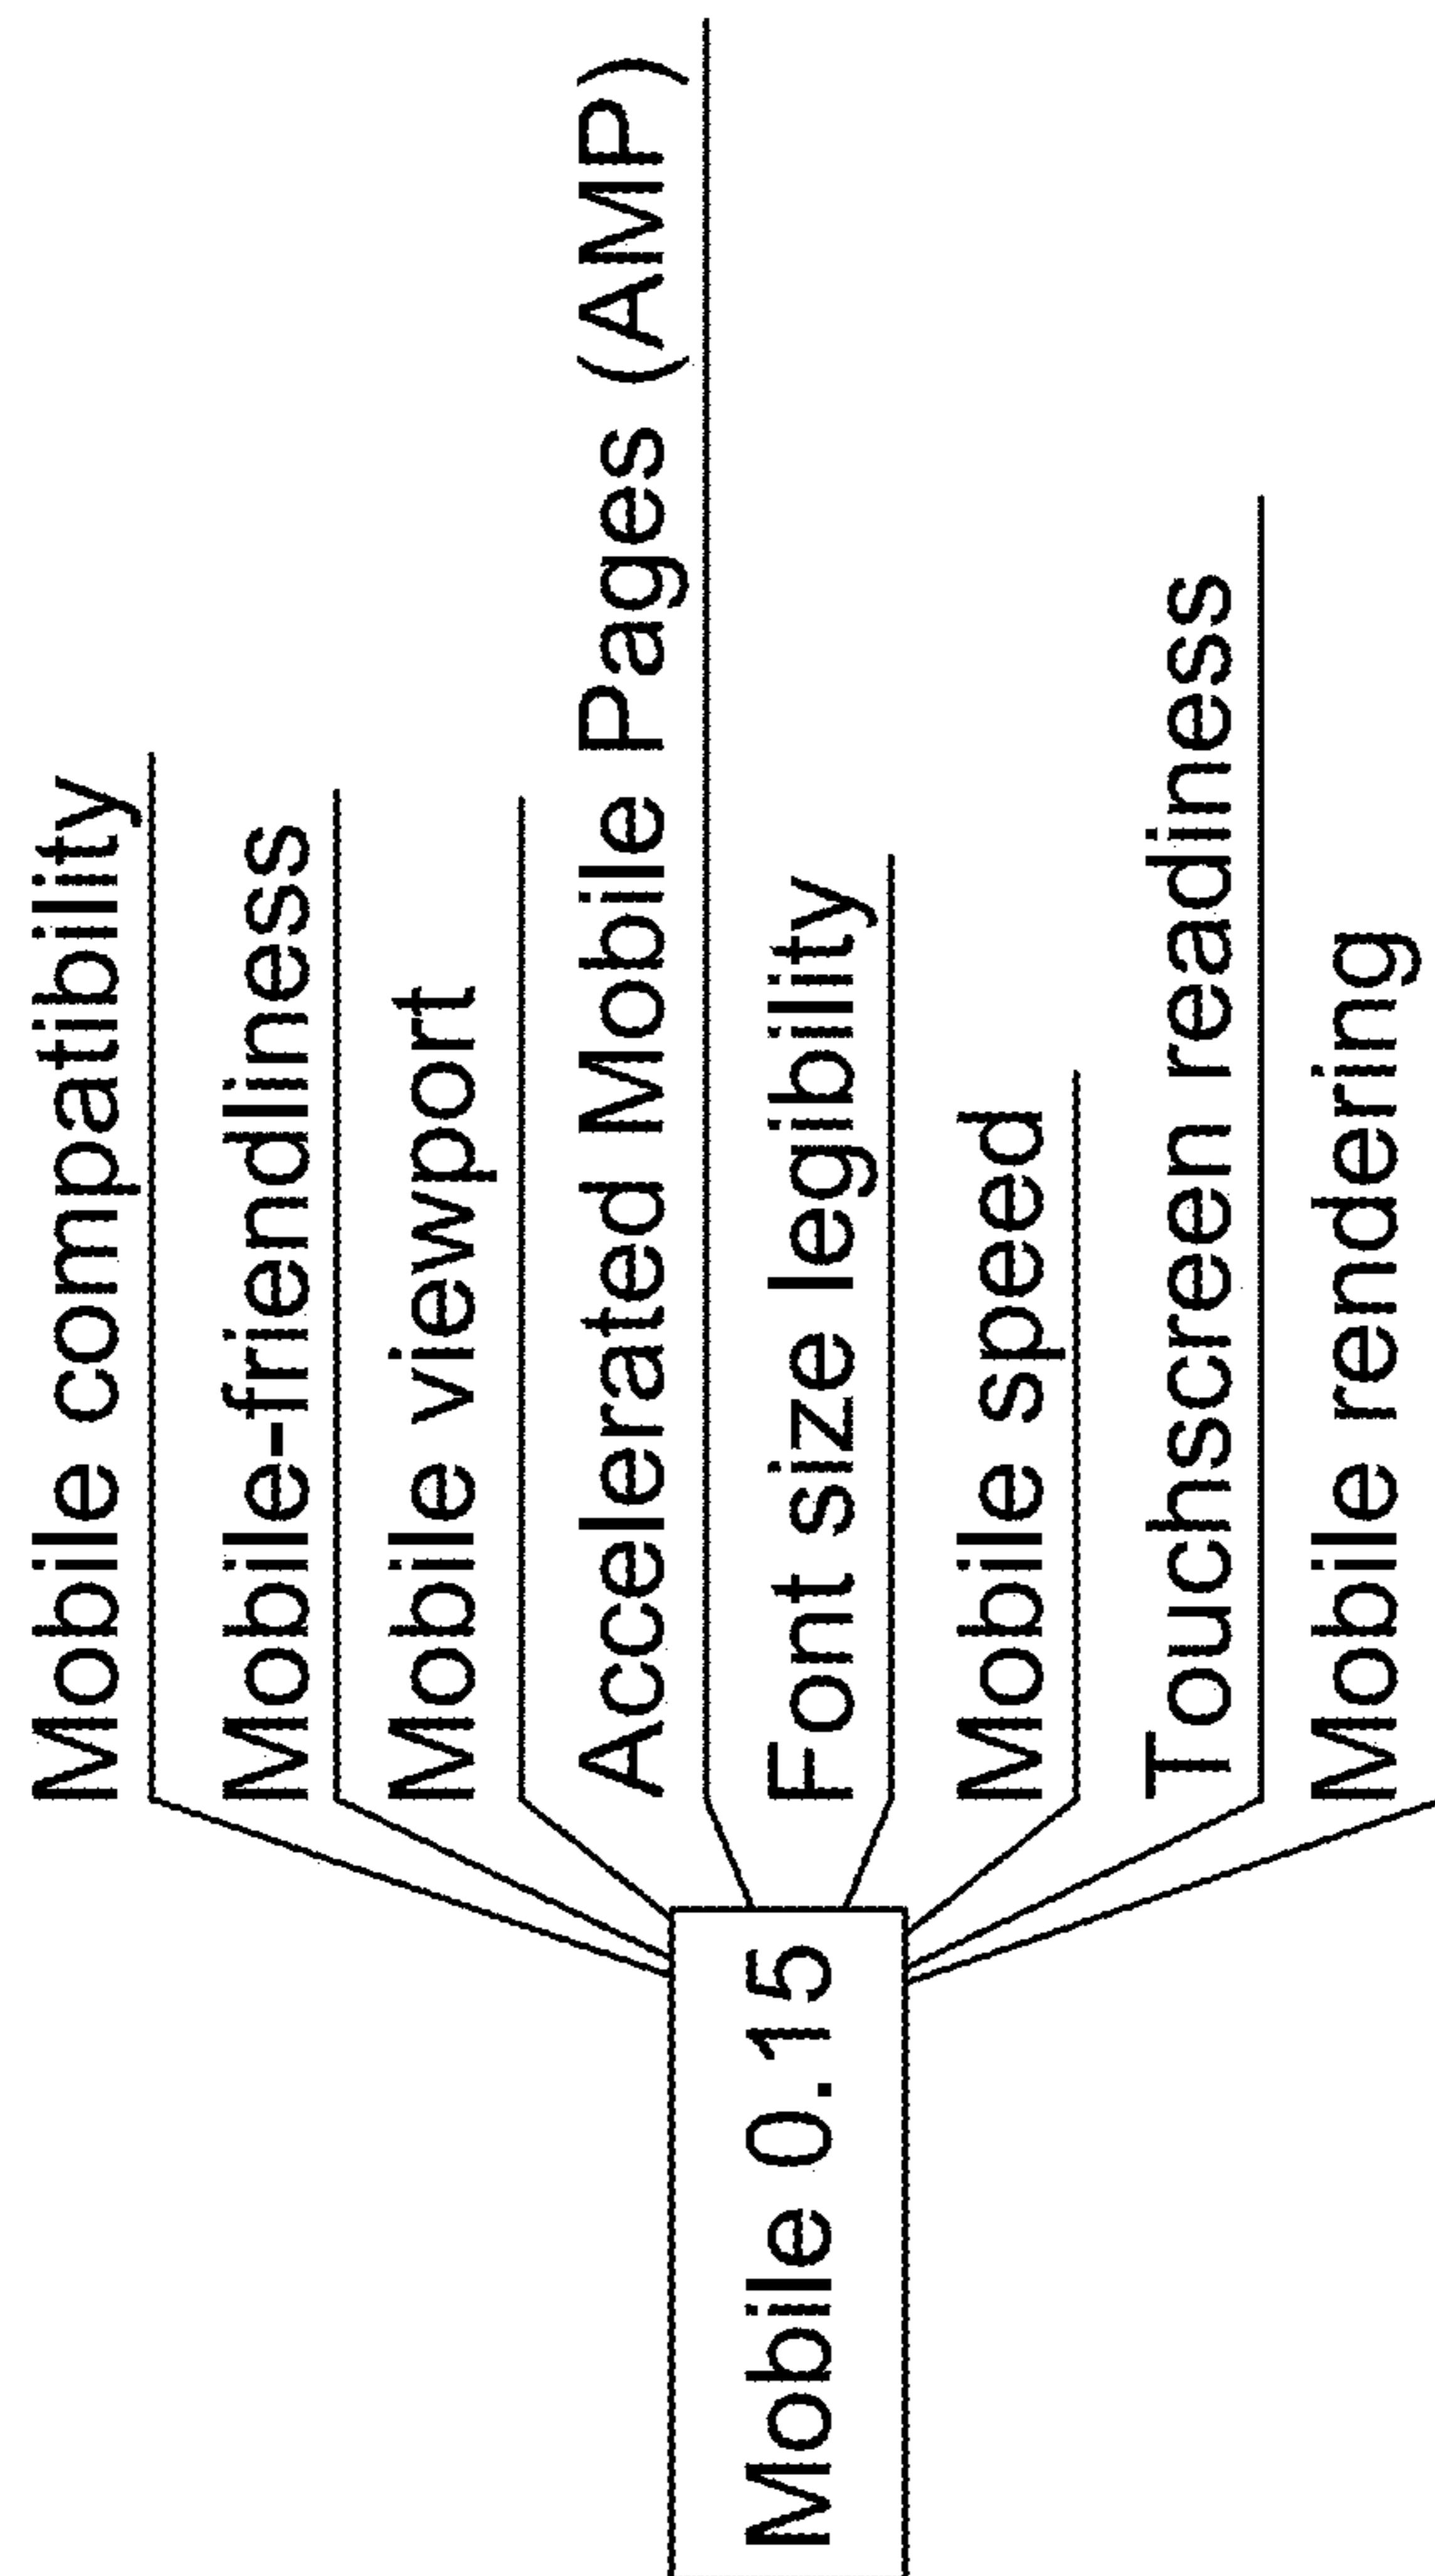 Mobile 0.15
Mobile compatibility
Mobile-friendliness
Mobile viewport
Accelerated Mobile Pages (AMP)
Font size legibility
Mobile speed
Touchscreen readiness
Mobile rendering